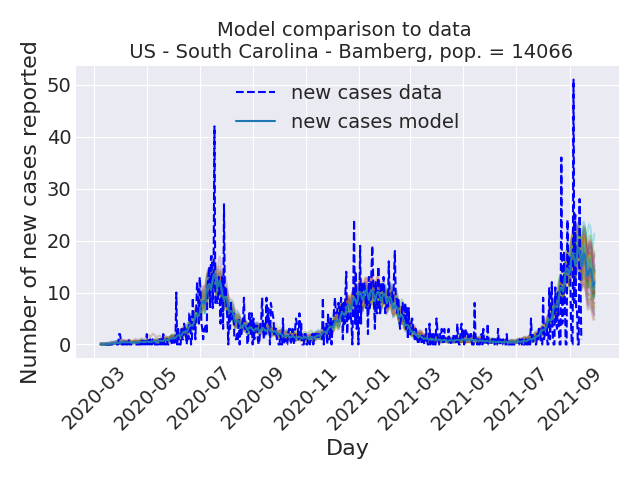 Model comparison to data
US - South Carolina - Bamberg, pop. = 14066
new cases data
new cases model
Number of new cases reported
50
40
30
20
10
0
2020-03
2020-05
2020-07
2020-09
2020-11
2021-01
2021-03
2021-05
2021-07
2021-09
Day